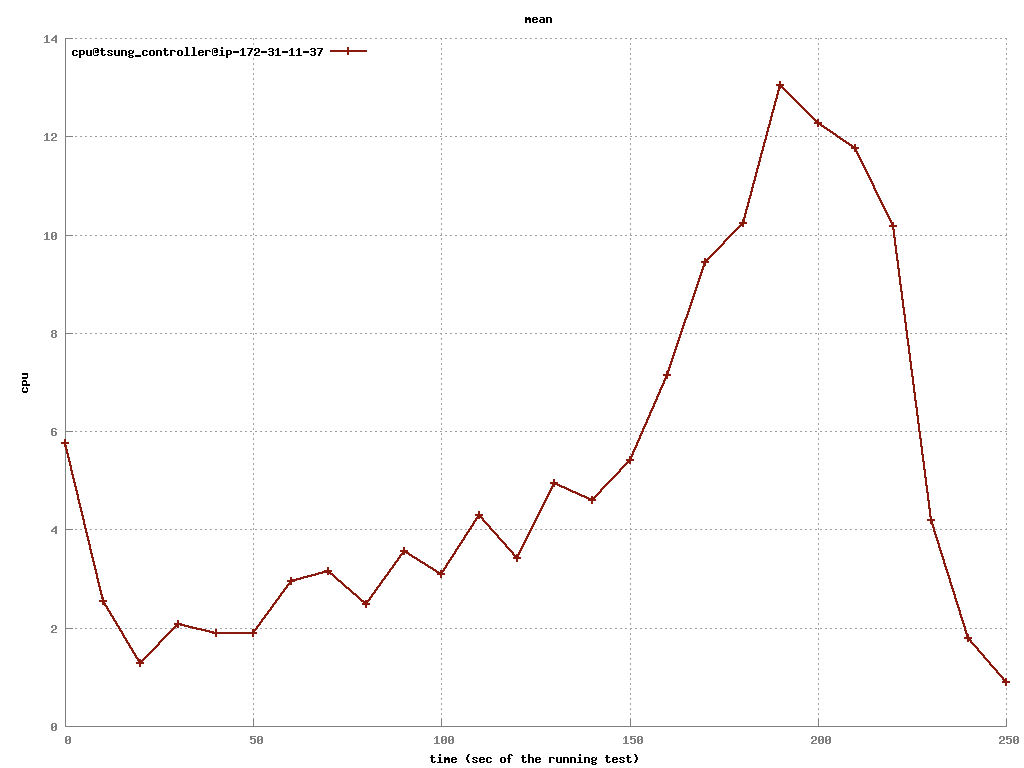 mean
14
cpu@tsung_controller@ip-172-31-11-37
12
10
8
cpu
6
4
2
0
0 50 100 150 200 250
time (sec of the running test)